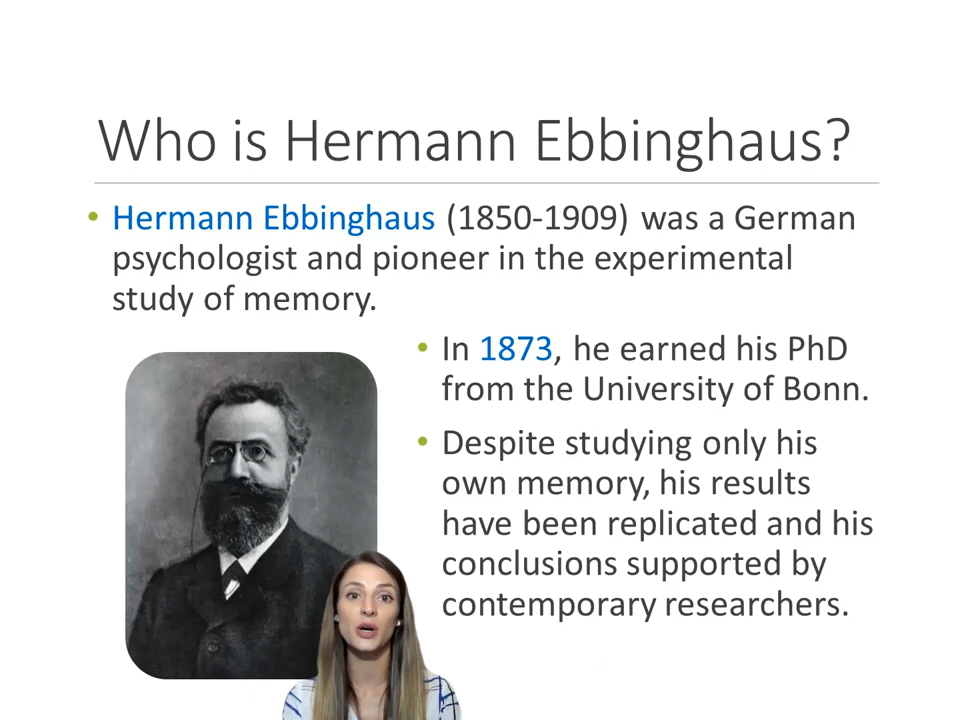 Who is Hermann Ebbinghaus?
• Hermann Ebbinghaus (1850-1909) was a German
psychologist and pioneer in the experimental
study of memory.
• In 1873, he earned his PhD
from the University of Bonn.
• Despite studying only his
own memory, his results
have been replicated and his
conclusions supported by
contemporary researchers.